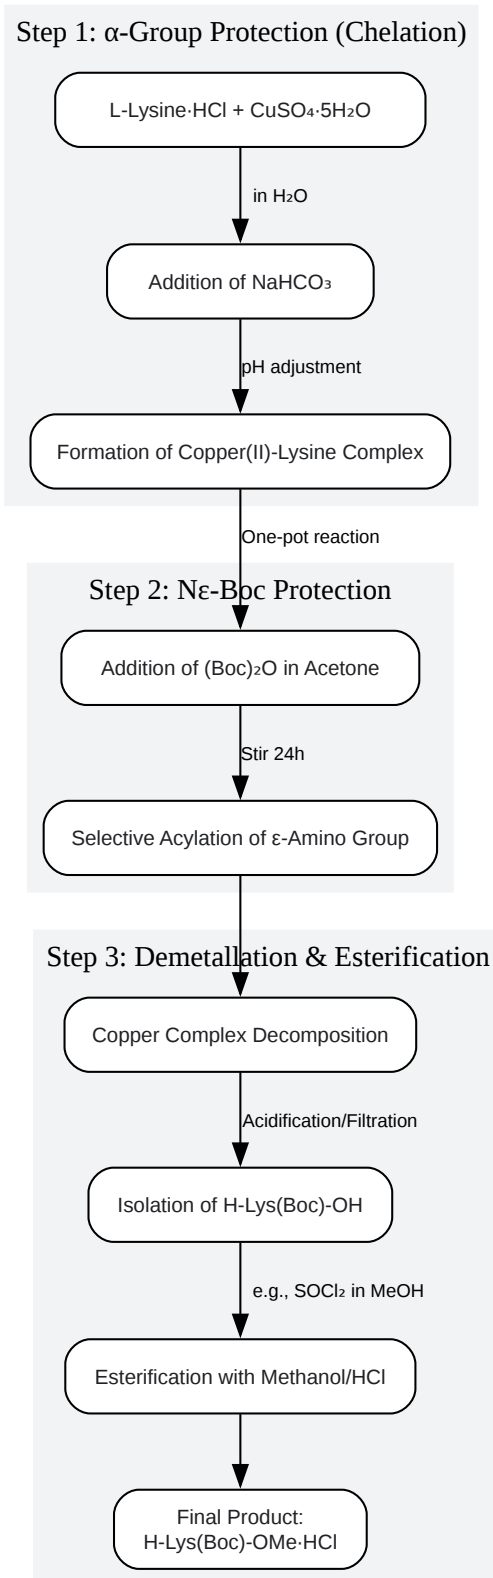 Step 1: α-Group Protection (Chelation)
L-Lysine·HCl + CuSO₄·5H₂O
in H₂O
Addition of NaHCO₃
pH adjustment
Formation of Copper(II)-Lysine Complex
One-pot reaction
Step 2: Nε-Boc Protection
Addition of (Boc)₂O in Acetone
Stir 24h
Selective Acylation of ε-Amino Group
Step 3: Demetallation & Esterification
Copper Complex Decomposition
Acidification/Filtration
Isolation of H-Lys(Boc)-OH
e.g., SOCl₂ in MeOH
Esterification with Methanol/HCl
Final Product:
H-Lys(Boc)-OMe·HCl